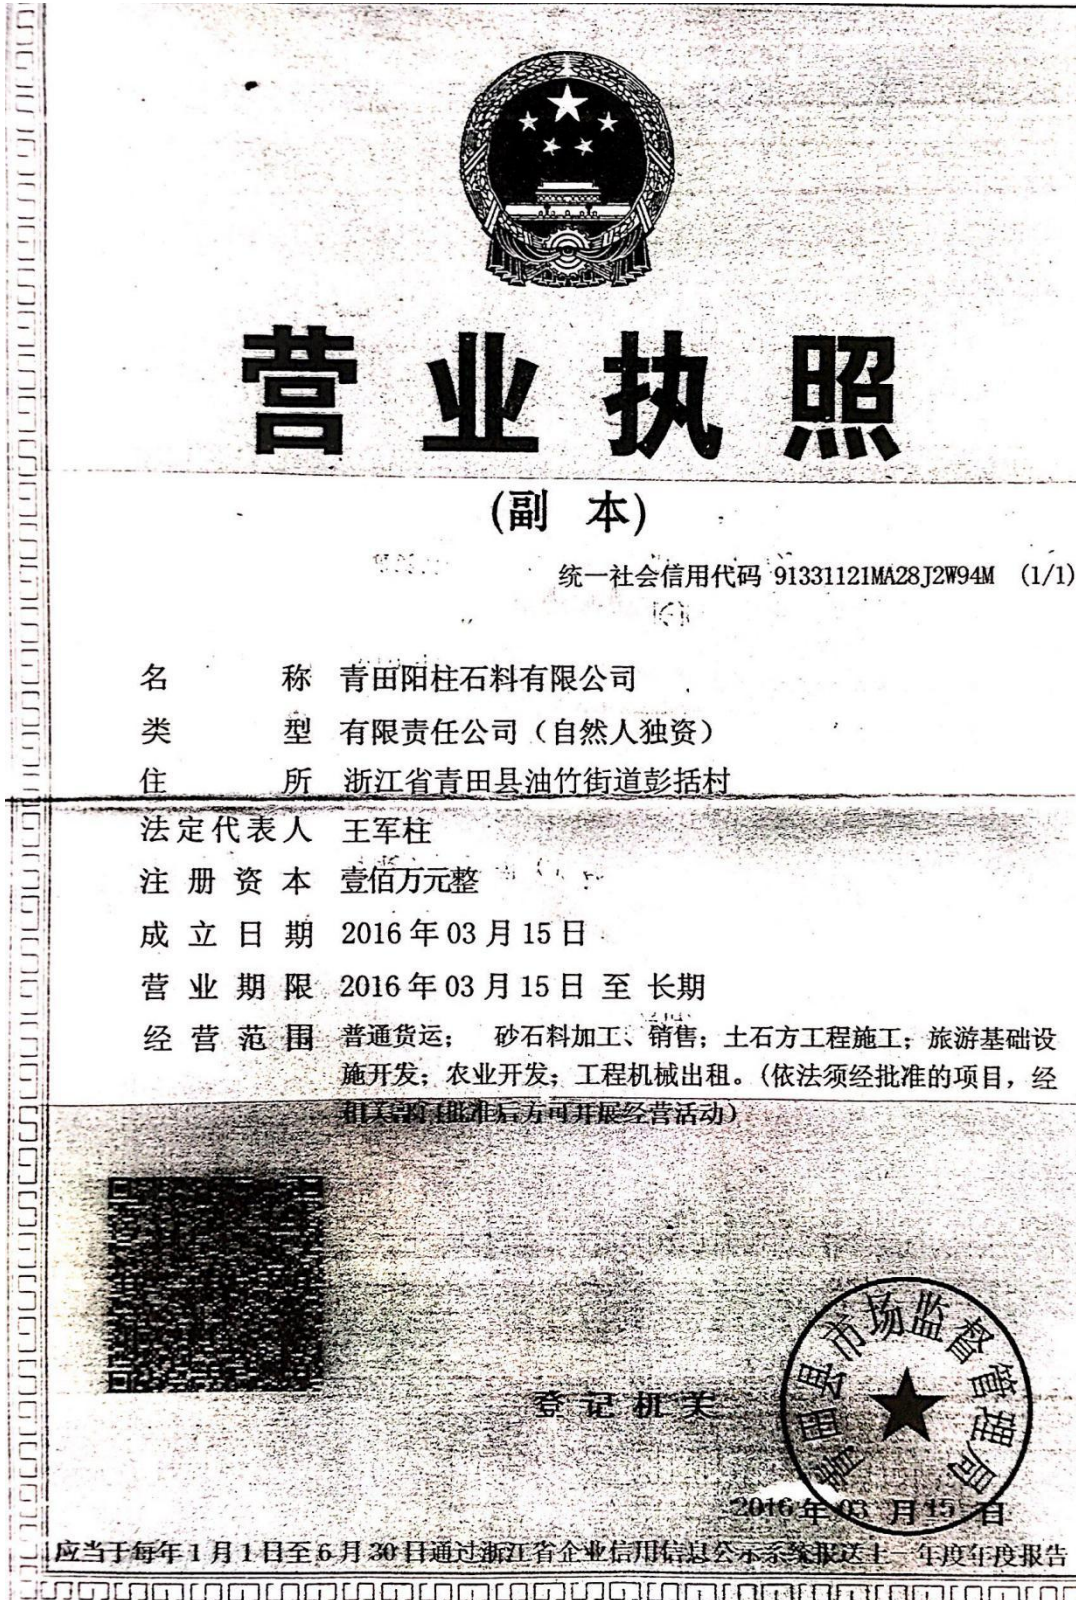 营业执照
(副 本)
统一社会信用代码 91331121MA28J2W94M (1/1)
名 称 青田阳柱石料有限公司
类 型 有限责任公司（自然人独资）
住 所 浙江省青田县油竹街道彭括村
法定代表人 王军柱
注册资本 壹佰万元整
成立日期 2016年03月15日
营业期限 2016年03月15日 至 长期
经营范围 普通货运； 砂石料加工、销售；土石方工程施工；旅游基础设
施开发；农业开发；工程机械出租。(依法须经批准的项目，经
相关部门批准后方可开展经营活动)
青田县市场监督管理局
登记机关
2016年03月15日
应当于每年1月1日至6月30日通过浙江省企业信用信息公示系统报送上一年度年度报告